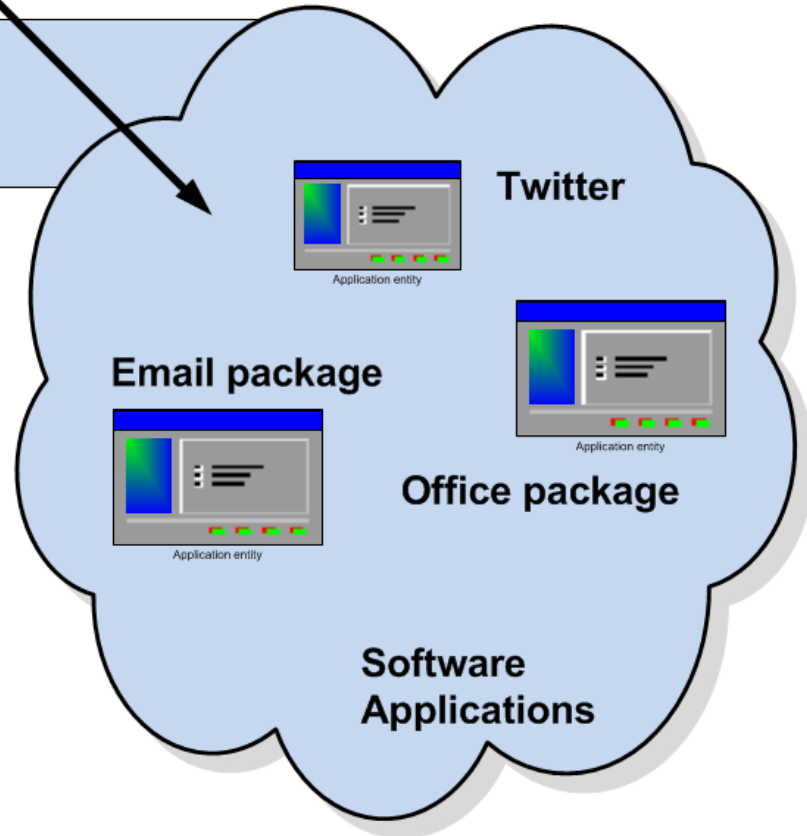 Twitter
Application entity
Email package
Application entity
Office package
Application entity
Software
Applications